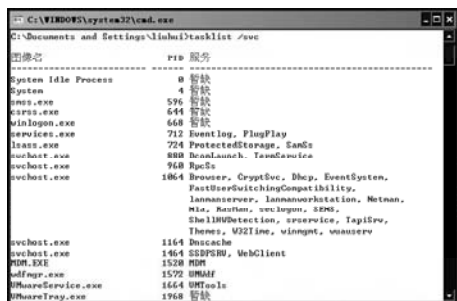 C:\WINDOWS\system32\cmd.exe
C:\Documents and Settings\liuhui>tasklist /svc
图像名 PID 服务
System Idle Process 0 暂缺
System 4 暂缺
smss.exe 596 暂缺
csrss.exe 644 暂缺
winlogon.exe 668 暂缺
services.exe 712 Eventlog, PlugPlay
lsass.exe 724 ProtectedStorage, SamSs
svchost.exe 880 DcomLaunch, TermService
svchost.exe 960 RpcSs
svchost.exe 1064 Browser, CryptSvc, Dhcp, EventSystem,
FastUserSwitchingCompatibility,
lanmanserver, lanmanworkstation, Netman,
Nla, RasMan, seclogon, SENS,
ShellHWDetection, srservice, TapiSrv,
Themes, W32Time, winmgmt, wuauserv
svchost.exe 1164 Dnscache
svchost.exe 1464 SSDPSRV, WebClient
MDM.EXE 1520 MDM
wdfmgr.exe 1572 UMWdf
VMwareService.exe 1664 VMTools
VMwareTray.exe 1968 暂缺